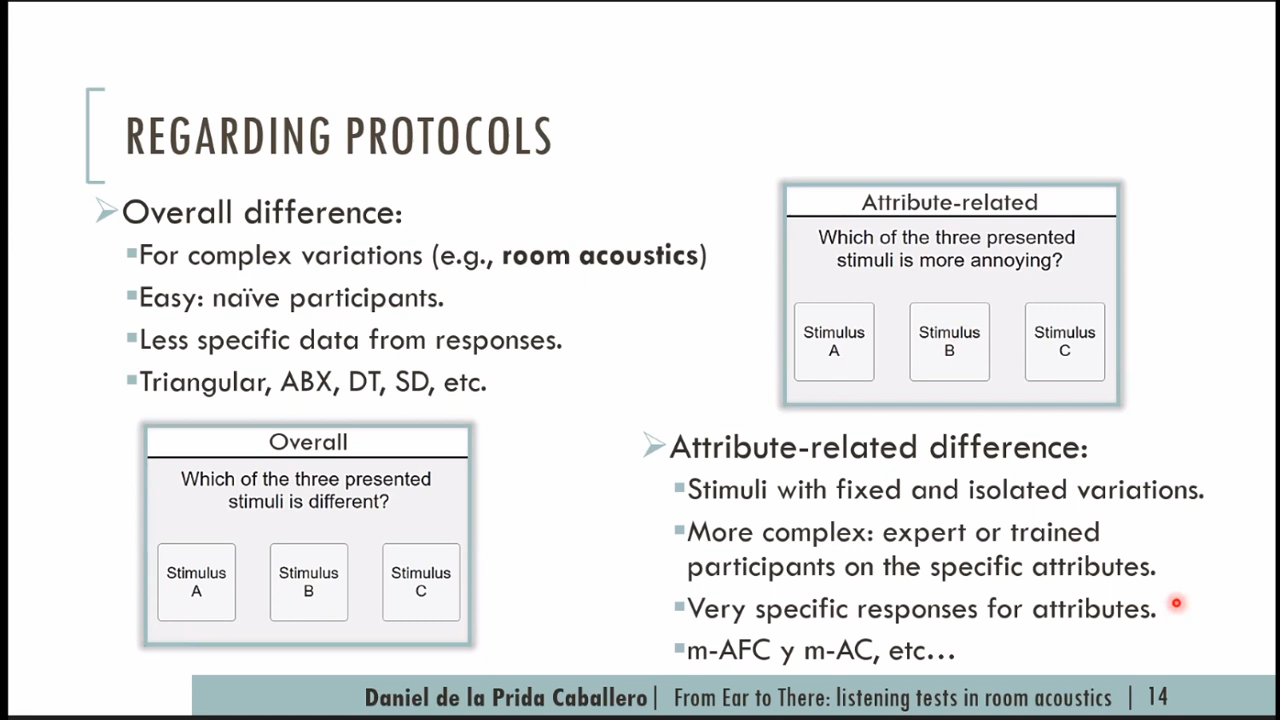 REGARDING PROTOCOLS
Overall difference:
For complex variations (e.g., room acoustics)
Easy: naïve participants.
Less specific data from responses.
Triangular, ABX, DT, SD, etc.
Overall
Which of the three presented
stimuli is different?
Stimulus
A
Stimulus
B
Stimulus
C
Attribute-related
Which of the three presented
stimuli is more annoying?
Stimulus
A
Stimulus
B
Stimulus
C
Attribute-related difference:
Stimuli with fixed and isolated variations.
More complex: expert or trained
participants on the specific attributes.
Very specific responses for attributes.
m-AFC y m-AC, etc…
Daniel de la Prida Caballero| From Ear to There: listening tests in room acoustics | 14